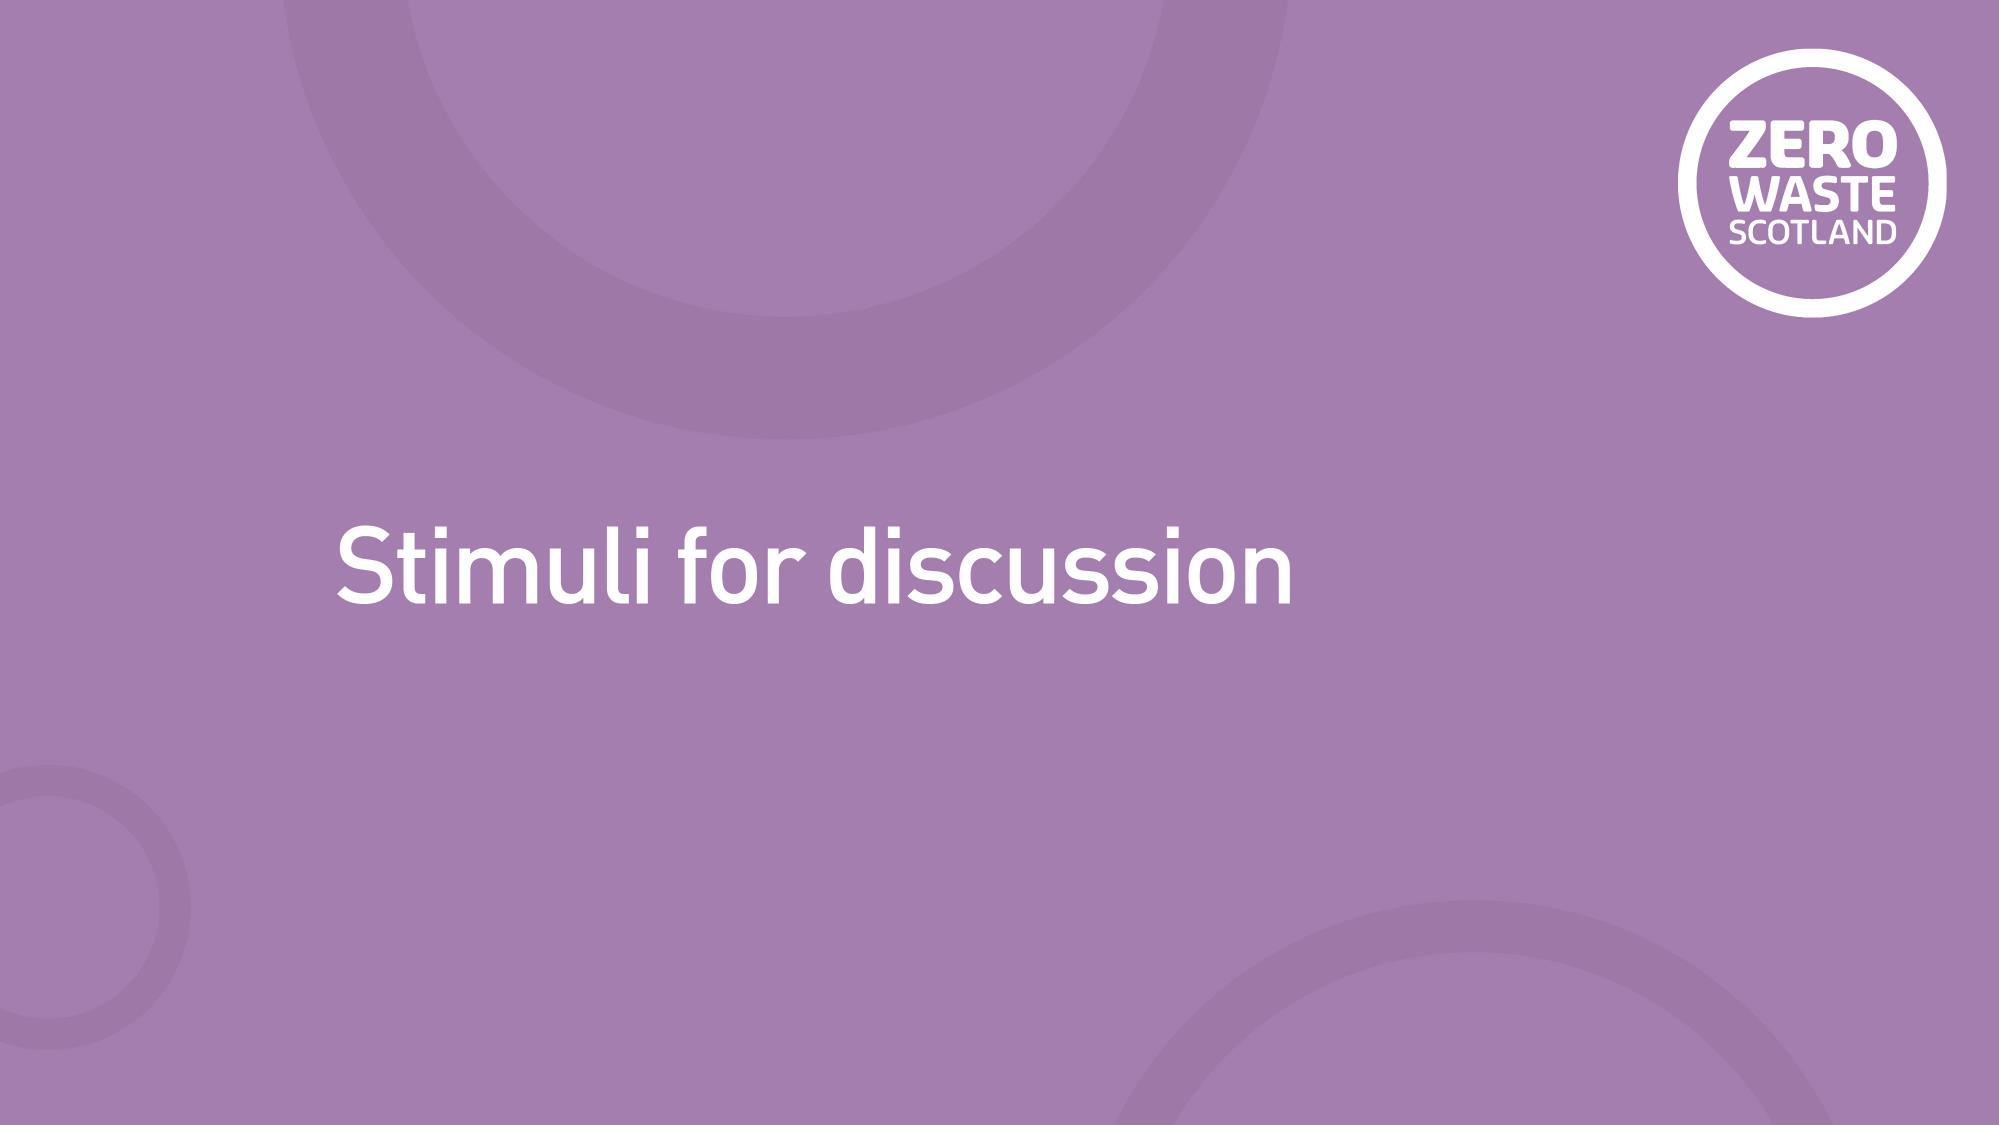 ZERO
WASTE
SCOTLAND
Stimuli for discussion